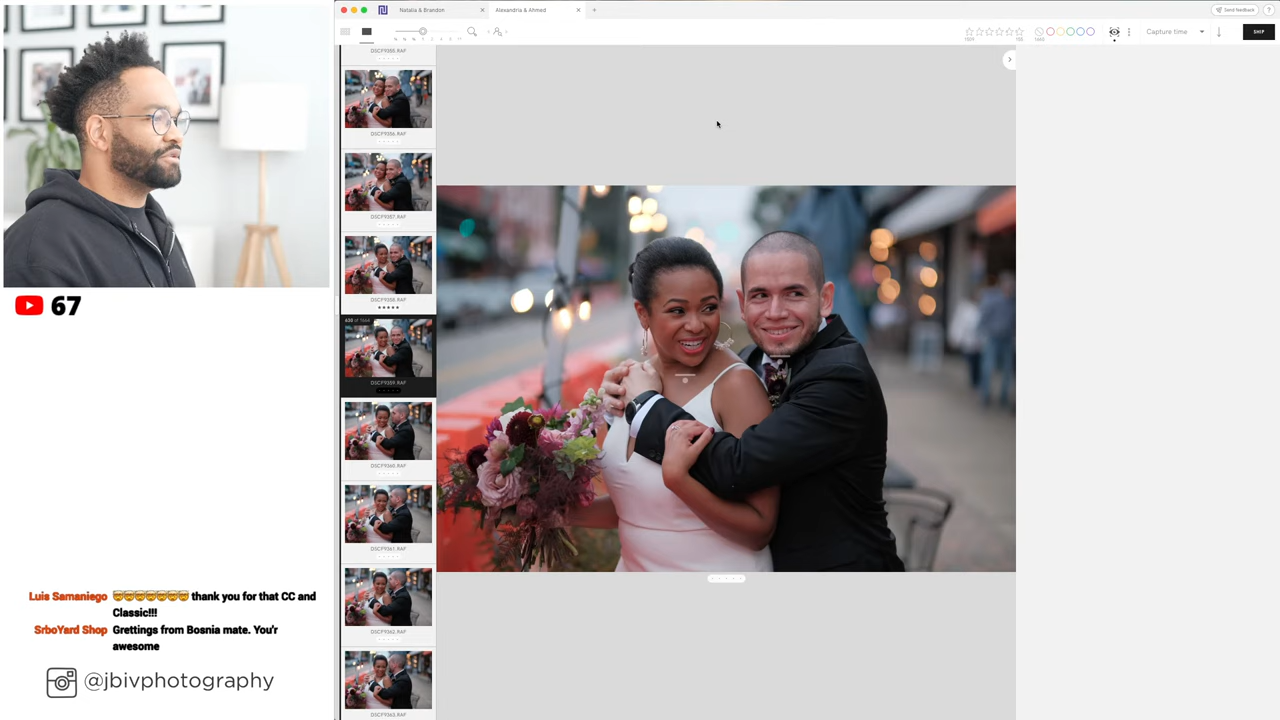 Natalia & Brandon
Alexandria & Ahmed
Send feedback
Capture time
SHIP
DSCF9355.RAF
DSCF9356.RAF
DSCF9357.RAF
DSCF9358.RAF
DSCF9359.RAF
DSCF9360.RAF
DSCF9361.RAF
DSCF9362.RAF
DSCF9363.RAF
67
Luis Samaniego 🤯🤯🤯🤯🤯🤯🤯 thank you for that CC and
Classic!!!
SrboYard Shop Grettings from Bosnia mate. You'r
awesome
@jbivphotography